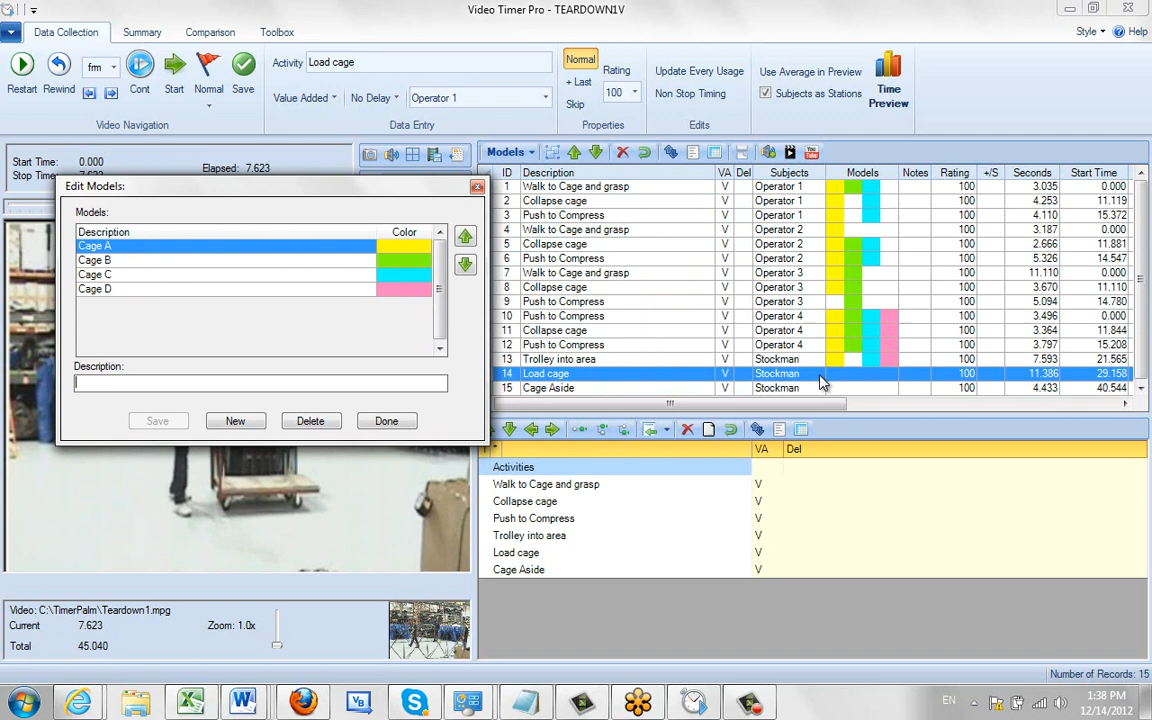 Video Timer Pro - TEARDOWN1V
Data Collection Summary Comparison Toolbox Style Help
Restart Rewind frm Cont Start Normal Save
Video Navigation
Activity Load cage
Value Added No Delay Operator 1
Data Entry
Normal
+ Last
Skip
Rating
100
Properties
Update Every Usage
Non Stop Timing
Edits
Use Average in Preview
Subjects as Stations
Time
Preview
Start Time: 0.000
Stop Time:
Elapsed: 7.623
Models
ID Description VA Del Subjects Models Notes Rating +/S Seconds Start Time
1 Walk to Cage and grasp V Operator 1 100 3.035 0.000
2 Collapse cage V Operator 1 100 4.253 11.119
3 Push to Compress V Operator 1 100 4.110 15.372
4 Walk to Cage and grasp V Operator 2 100 3.187 0.000
5 Collapse cage V Operator 2 100 2.666 11.881
6 Push to Compress V Operator 2 100 5.326 14.547
7 Walk to Cage and grasp V Operator 3 100 11.110 0.000
8 Collapse cage V Operator 3 100 3.670 11.110
9 Push to Compress V Operator 3 100 5.094 14.780
10 Push to Compress V Operator 4 100 3.496 0.000
11 Collapse cage V Operator 4 100 3.364 11.844
12 Push to Compress V Operator 4 100 3.797 15.208
13 Trolley into area V Stockman 100 7.593 21.565
14 Load cage V Stockman 100 11.386 29.158
15 Cage Aside V Stockman 100 4.433 40.544
Edit Models:
Models:
Description Color
Cage A
Cage B
Cage C
Cage D
Description:
Save New Delete Done
VA Del
Activities
Walk to Cage and grasp V
Collapse cage V
Push to Compress V
Trolley into area V
Load cage V
Cage Aside V
Video: C:\TimerPalm\Teardown1.mpg
Current 7.623 Zoom: 1.0x
Total 45.040
Number of Records: 15
EN
1:38 PM
12/14/2012